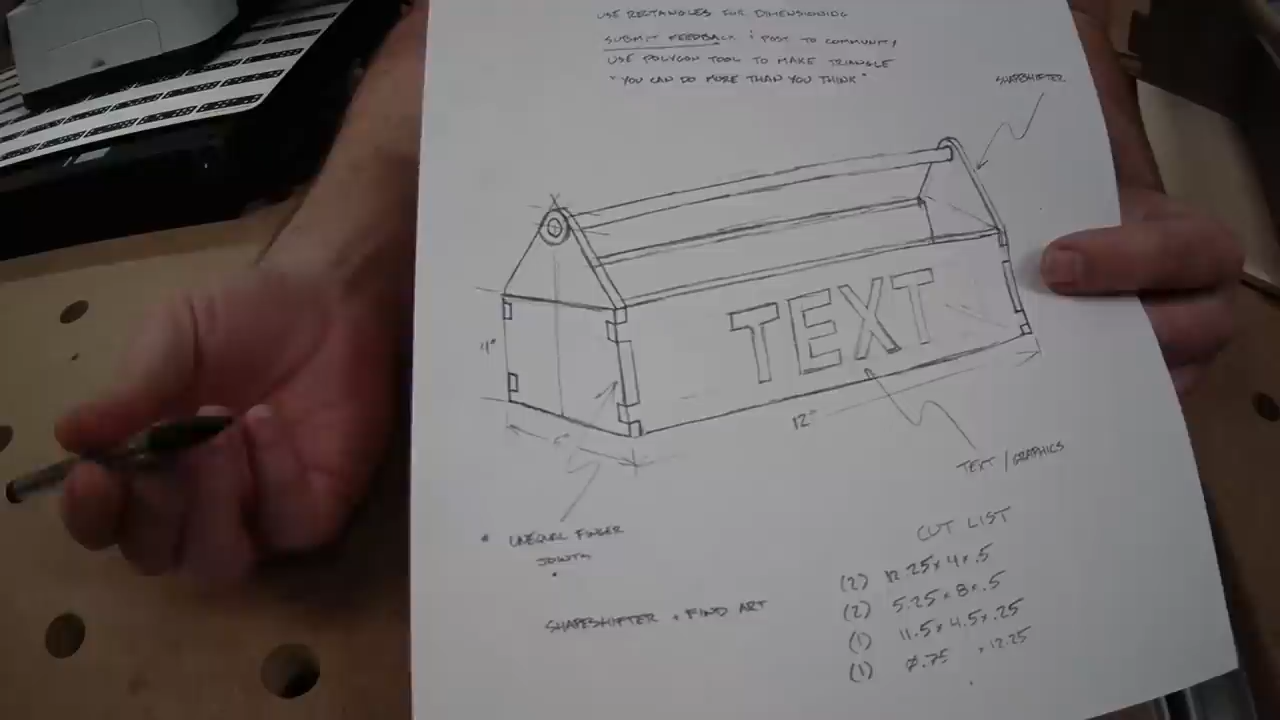 USE RECTANGLES FOR DIMENSIONING
SUBMIT FEEDBACK & POST TO COMMUNITY
USE POLYGON TOOL TO MAKE TRIANGLE
"YOU CAN DO MORE THAN YOU THINK"
SHAPESHIFTER
TEXT
4"
12"
TEXT / GRAPHICS
* UNEQUAL FINGER
JOINTS
SHAPESHIFTER + FIND ART
CUT LIST
(2) 12.25 x 4 x .5
(2) 5.25 x 8 x .5
(1) 11.5 x 4.5 x .25
(1) Ø.75 x 12.25